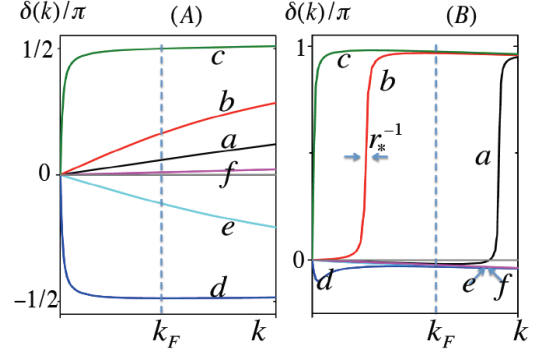 δ(k)/π (A)
1/2
0
−1/2
c
b
a
f
e
d
k_F k
δ(k)/π (B)
1
0
c
b
r_*^{-1}
a
d
e f
k_F k